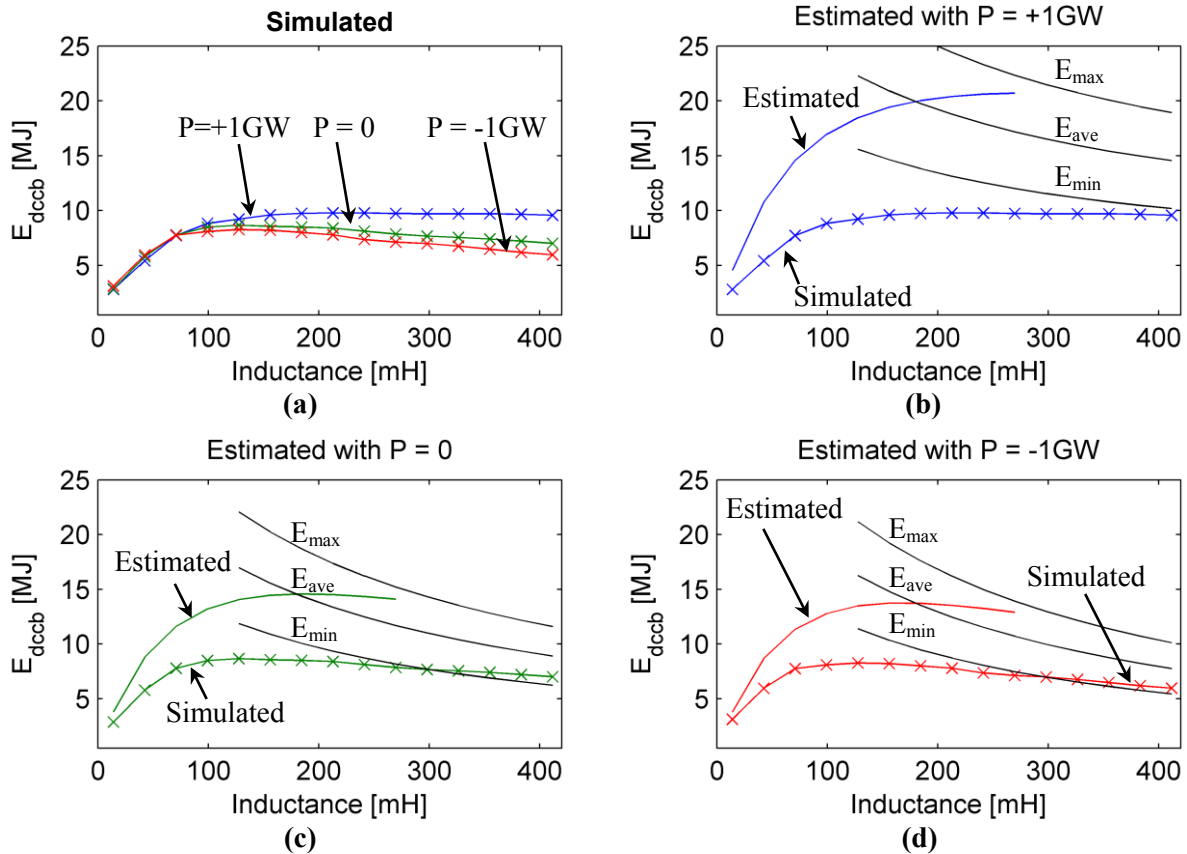 Simulated
E_dccb [MJ]
25
20
15
10
5
P=+1GW
P = 0
P = -1GW
0
100
200
300
400
Inductance [mH]
(a)
Estimated with P = +1GW
E_dccb [MJ]
25
20
15
10
5
Estimated
E_max
E_ave
E_min
Simulated
0
100
200
300
400
Inductance [mH]
(b)
Estimated with P = 0
E_dccb [MJ]
25
20
15
10
5
Estimated
E_max
E_ave
E_min
Simulated
0
100
200
300
400
Inductance [mH]
(c)
Estimated with P = -1GW
E_dccb [MJ]
25
20
15
10
5
Estimated
E_max
E_ave
E_min
Simulated
0
100
200
300
400
Inductance [mH]
(d)